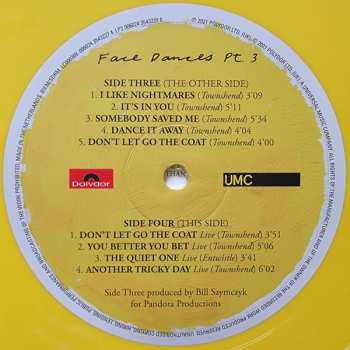 Face Dances Pt. 3
SIDE THREE (THE OTHER SIDE)
1. I LIKE NIGHTMARES (Townshend) 3'09
2. IT'S IN YOU (Townshend) 5'11
3. SOMEBODY SAVED ME (Townshend) 5'34
4. DANCE IT AWAY (Townshend) 4'04
5. DON'T LET GO THE COAT (Townshend) 4'00
Polydor
THAN
UMC
SIDE FOUR (THIS SIDE)
1. DON'T LET GO THE COAT Live (Townshend) 3'51
2. YOU BETTER YOU BET Live (Townshend) 5'06
3. THE QUIET ONE Live (Entwistle) 3'41
4. ANOTHER TRICKY DAY Live (Townshend) 6'02
Side Three produced by Bill Szymczyk
for Pandora Productions